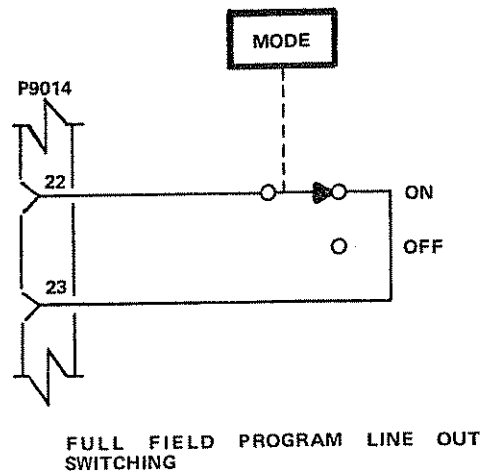 MODE
P9014
22
ON
OFF
23
FULL FIELD PROGRAM LINE OUT
SWITCHING